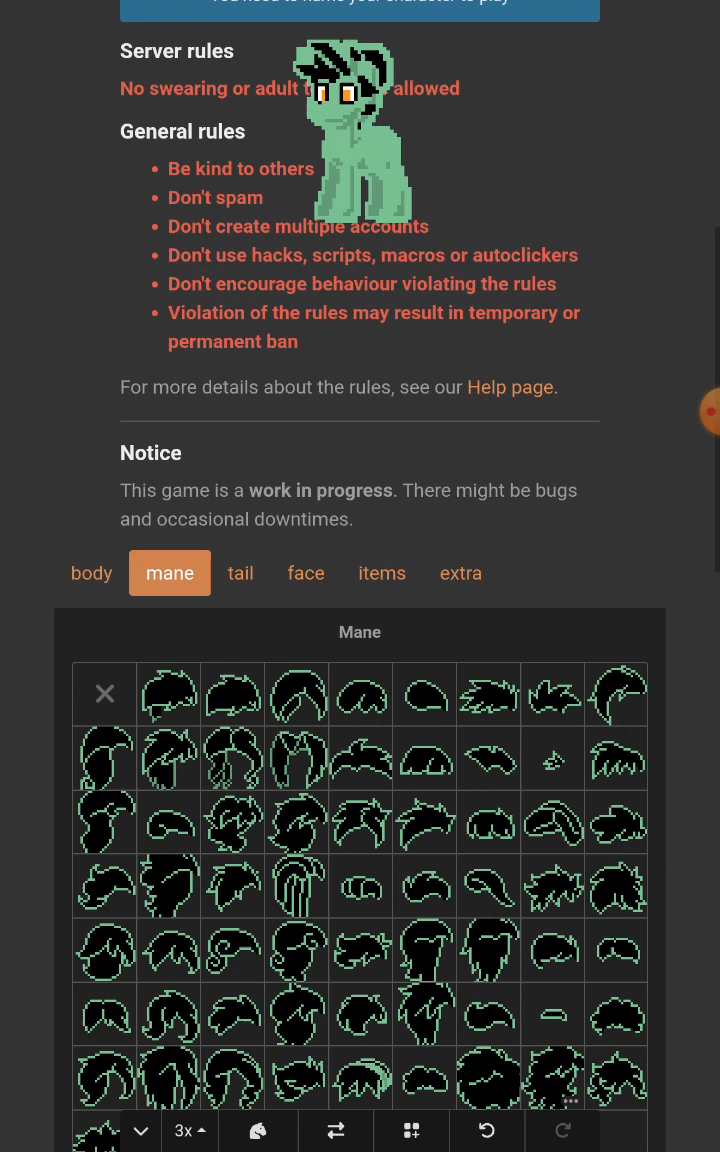 Server rules
No swearing or adult allowed
General rules
Be kind to others
Don't spam
Don't create multiple accounts
Don't use hacks, scripts, macros or autoclickers
Don't encourage behaviour violating the rules
Violation of the rules may result in temporary or
permanent ban
For more details about the rules, see our Help page.
Notice
This game is a work in progress. There might be bugs
and occasional downtimes.
body mane tail face items extra
Mane
3x